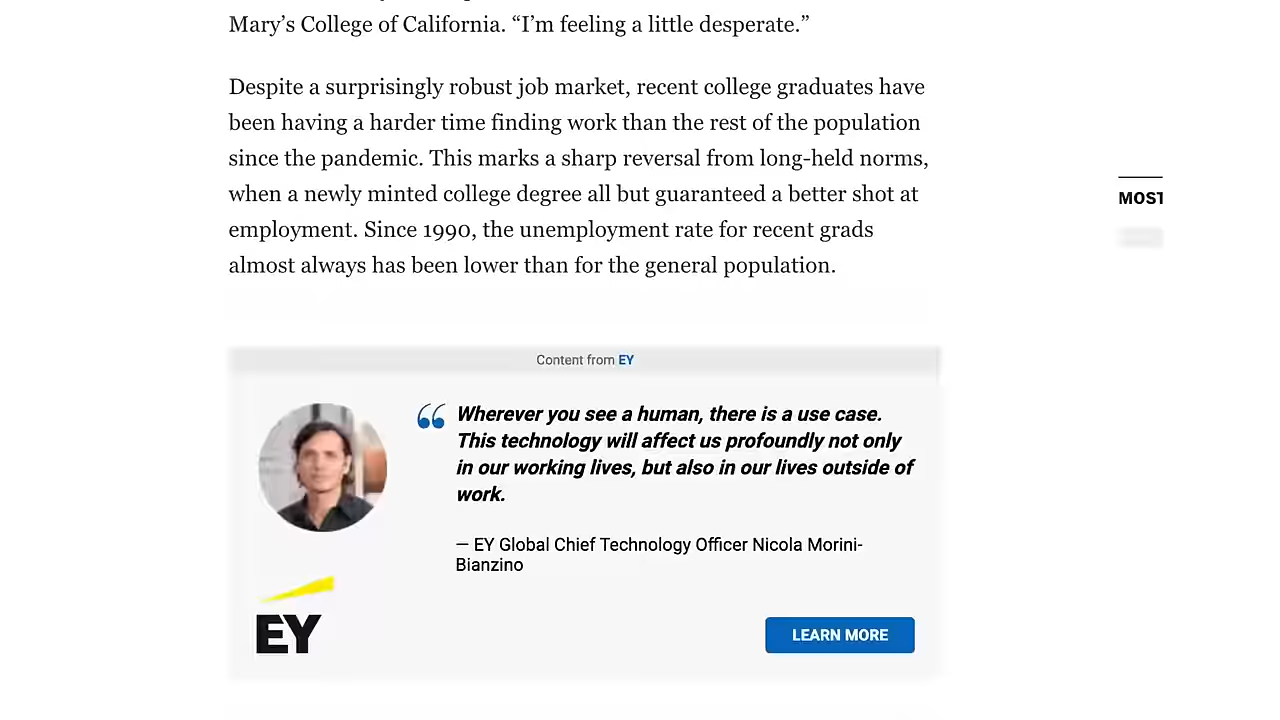 Mary’s College of California. “I’m feeling a little desperate.”
Despite a surprisingly robust job market, recent college graduates have
been having a harder time finding work than the rest of the population
since the pandemic. This marks a sharp reversal from long-held norms,
when a newly minted college degree all but guaranteed a better shot at
employment. Since 1990, the unemployment rate for recent grads
almost always has been lower than for the general population.
MOST
Content from EY
“ Wherever you see a human, there is a use case.
This technology will affect us profoundly not only
in our working lives, but also in our lives outside of
work.
— EY Global Chief Technology Officer Nicola Morini-
Bianzino
EY
LEARN MORE